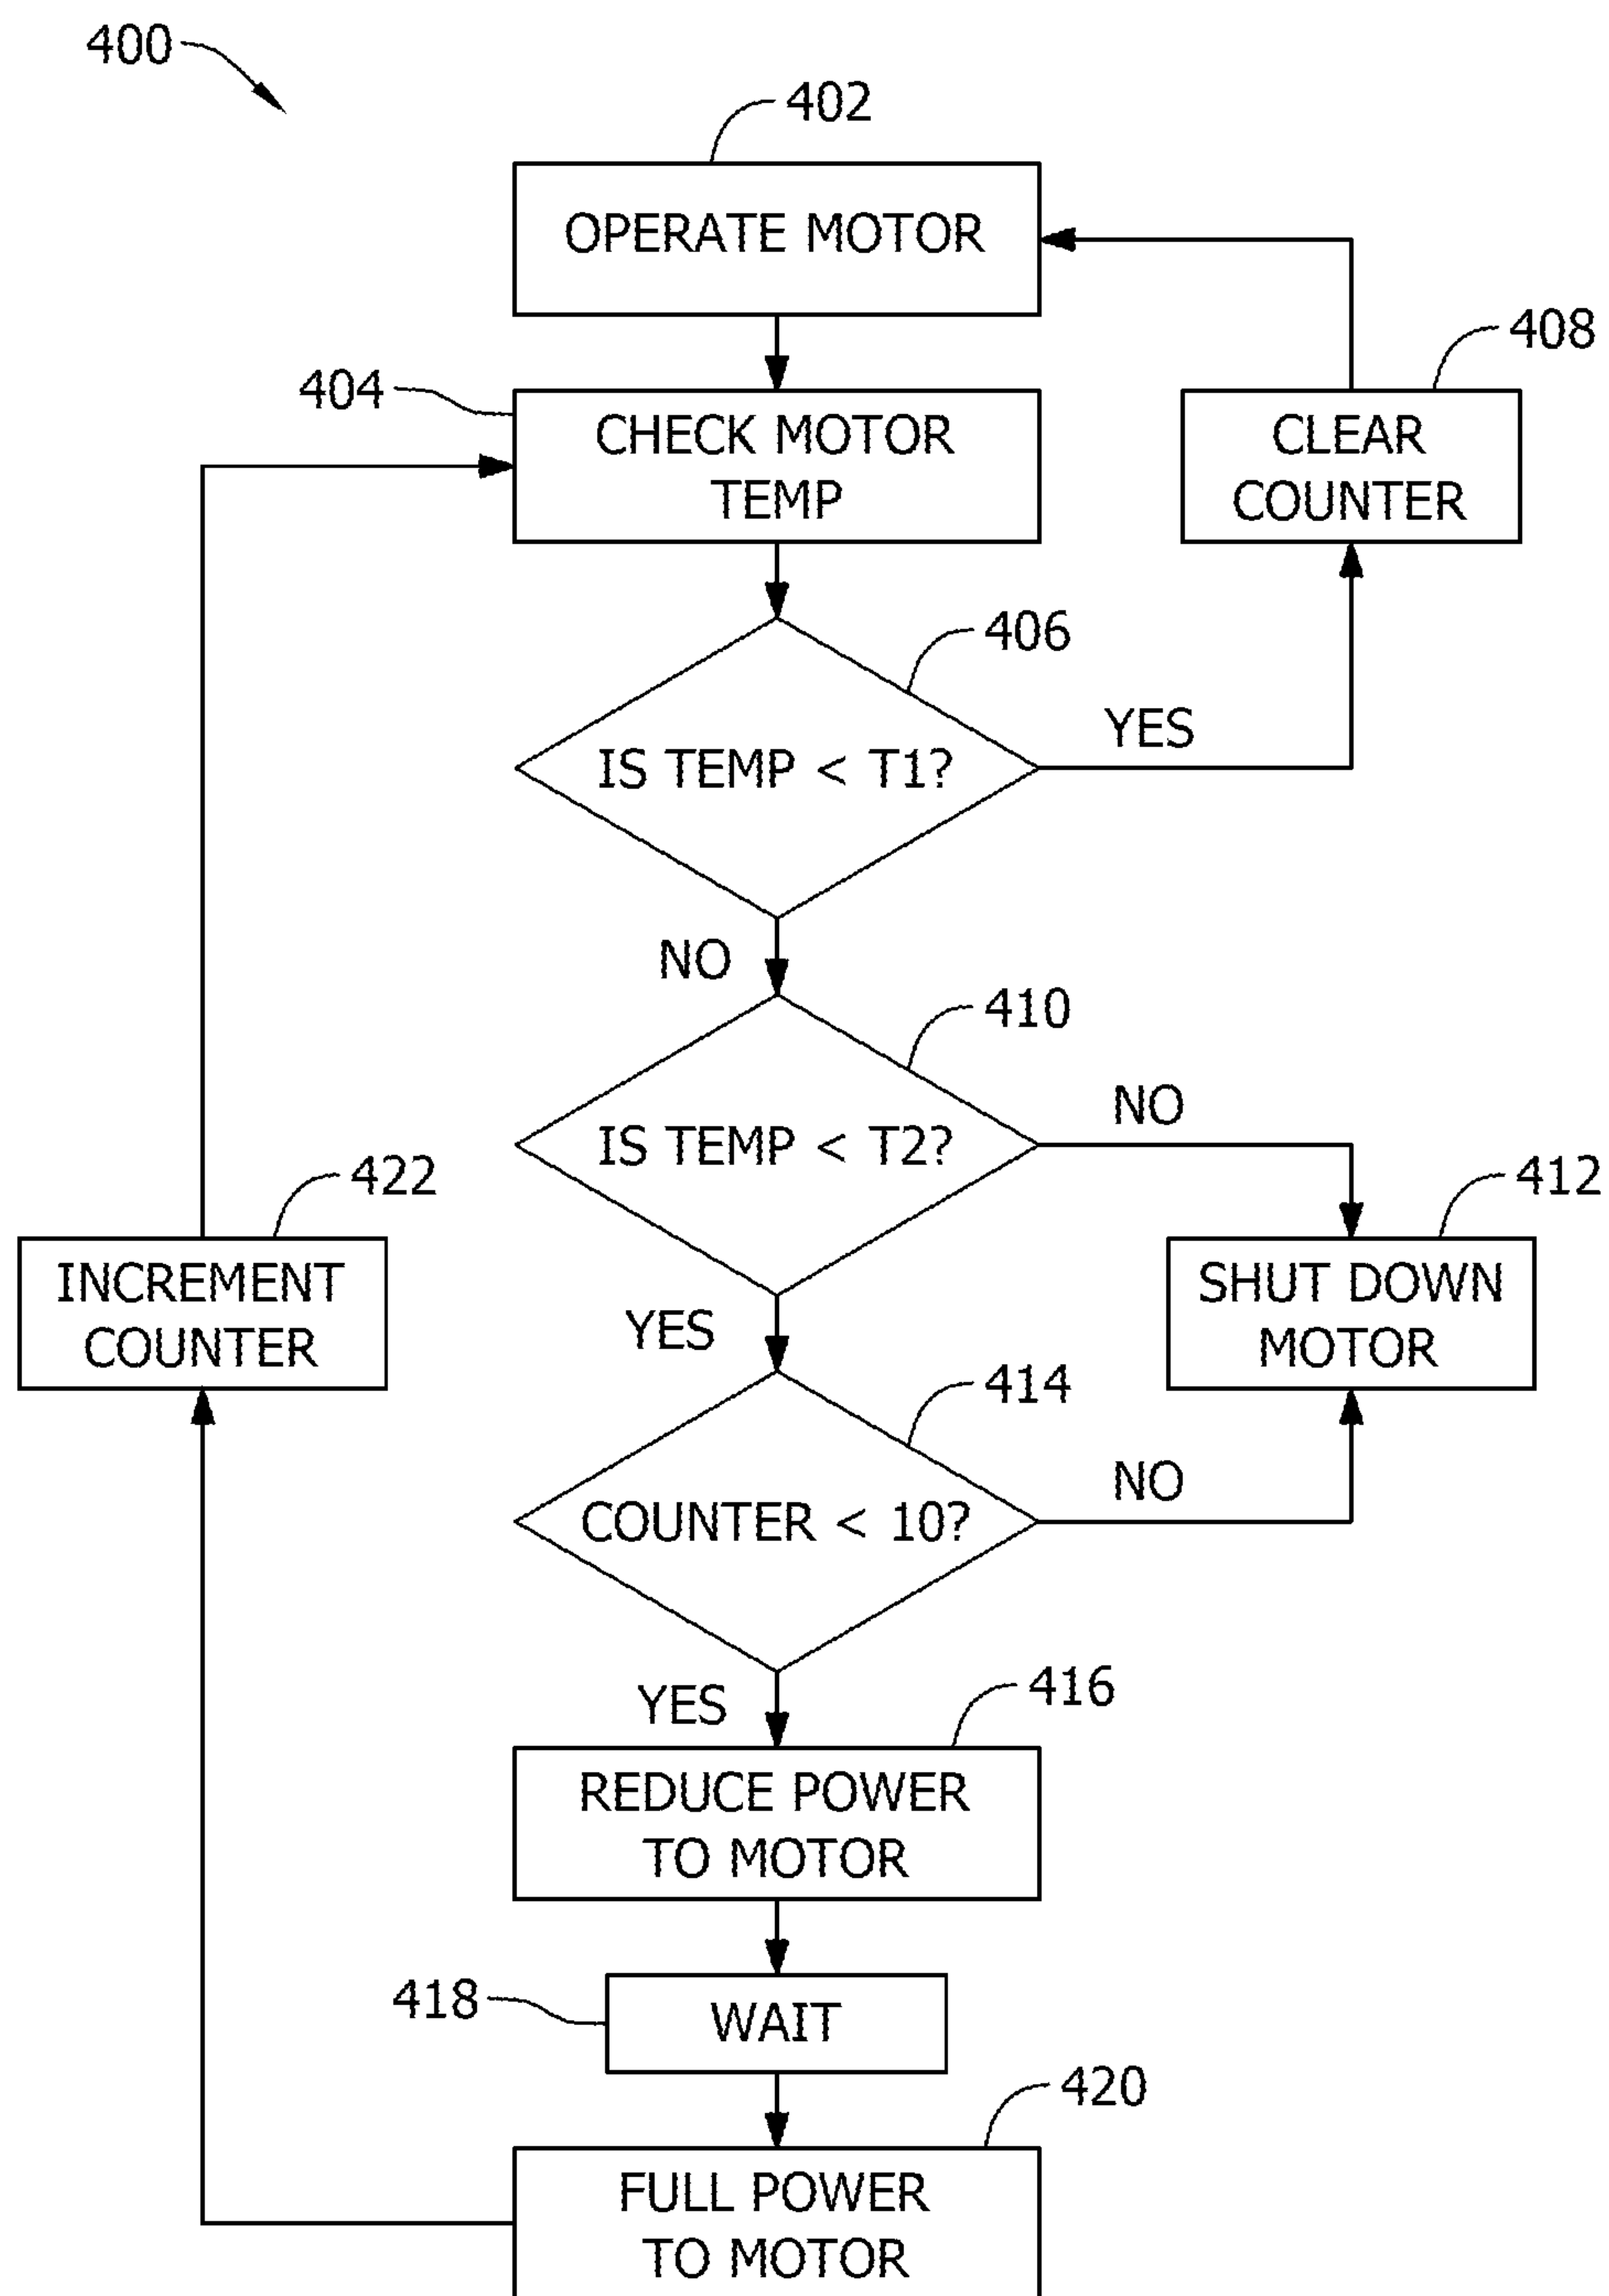 400
402
OPERATE MOTOR
408
404
CHECK MOTOR
TEMP
CLEAR
COUNTER
406
IS TEMP < T1?
YES
NO
410
IS TEMP < T2?
NO
422
412
INCREMENT
COUNTER
SHUT DOWN
MOTOR
YES
414
COUNTER < 10?
NO
YES
416
REDUCE POWER
TO MOTOR
418
WAIT
420
FULL POWER
TO MOTOR